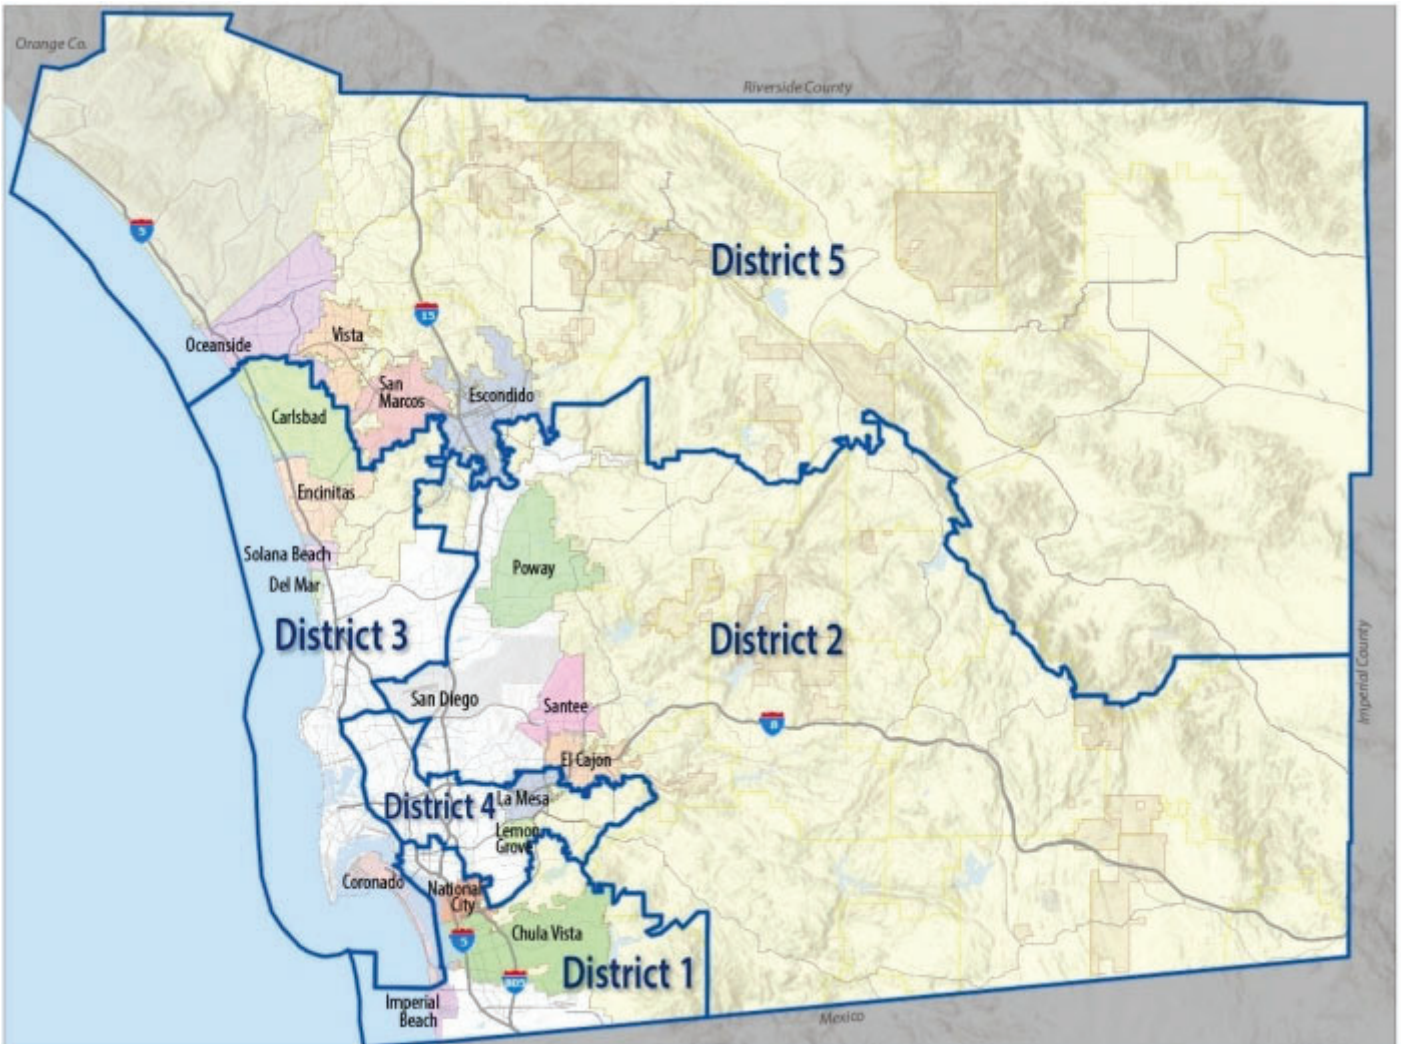 Orange Co.
Riverside County
5
District 5
15
Vista
Oceanside
San
Marcos
Escondido
Carlsbad
Encinitas
Solana Beach
Del Mar
Poway
District 3
District 2
Imperial County
San Diego
Santee
8
El Cajon
District 4
La Mesa
Lemon
Grove
Coronado
National
City
Chula Vista
5
District 1
805
Imperial
Beach
Mexico